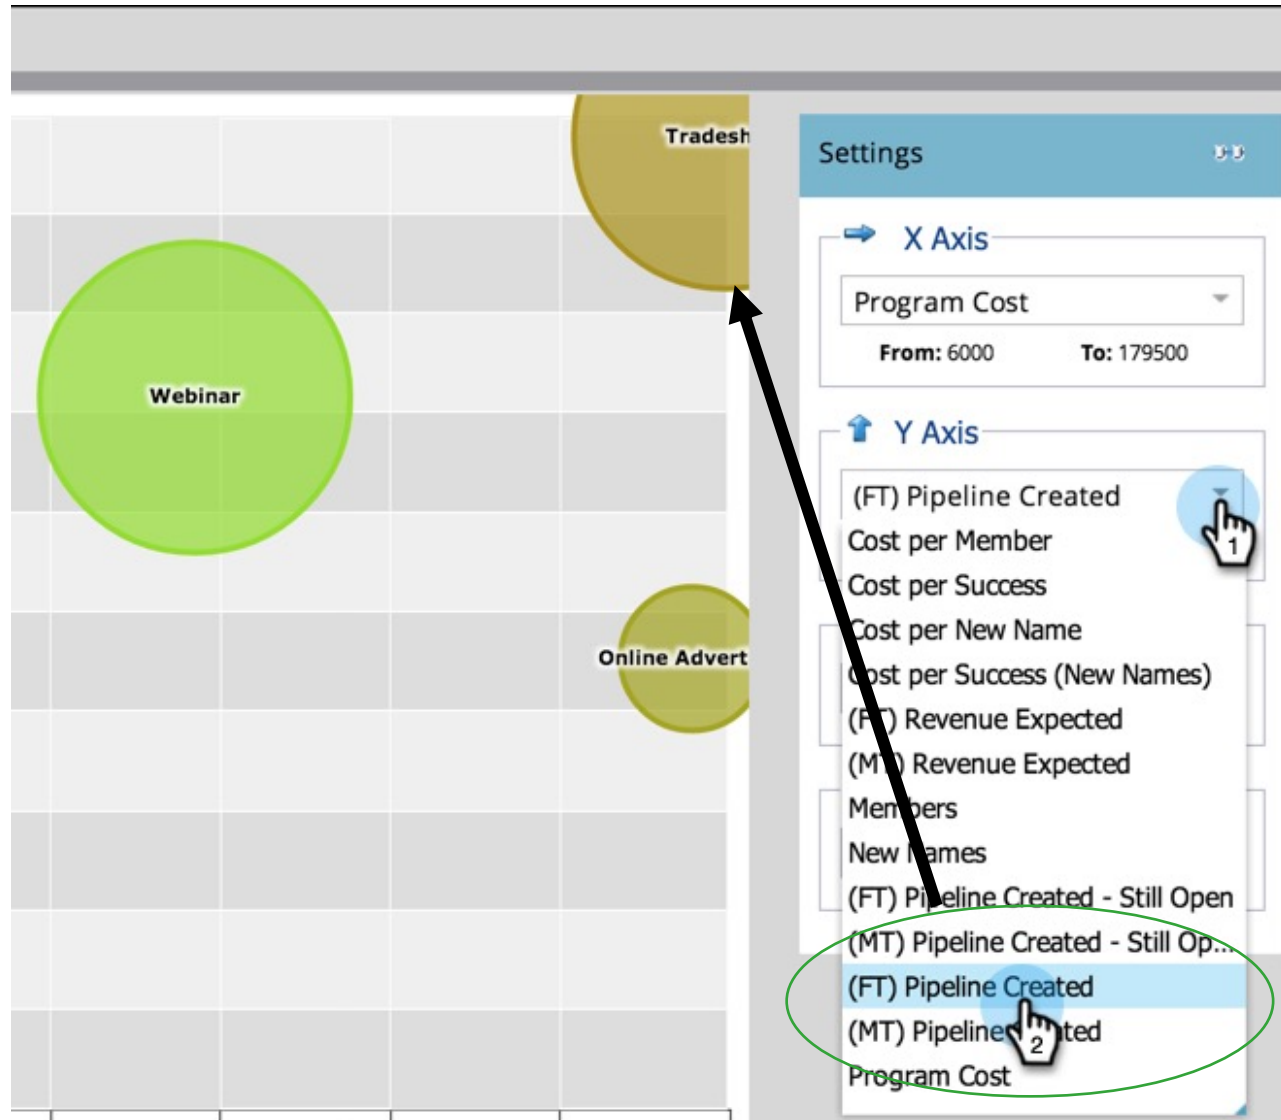 Tradesh
Webinar
Online Advert
Settings
X Axis
Program Cost
From: 6000 To: 179500
Y Axis
(FT) Pipeline Created
1
Cost per Member
Cost per Success
Cost per New Name
Cost per Success (New Names)
(FT) Revenue Expected
(MT) Revenue Expected
Members
New Names
(FT) Pipeline Created - Still Open
(MT) Pipeline Created - Still Op...
(FT) Pipeline Created
(MT) Pipeline Created
2
Program Cost